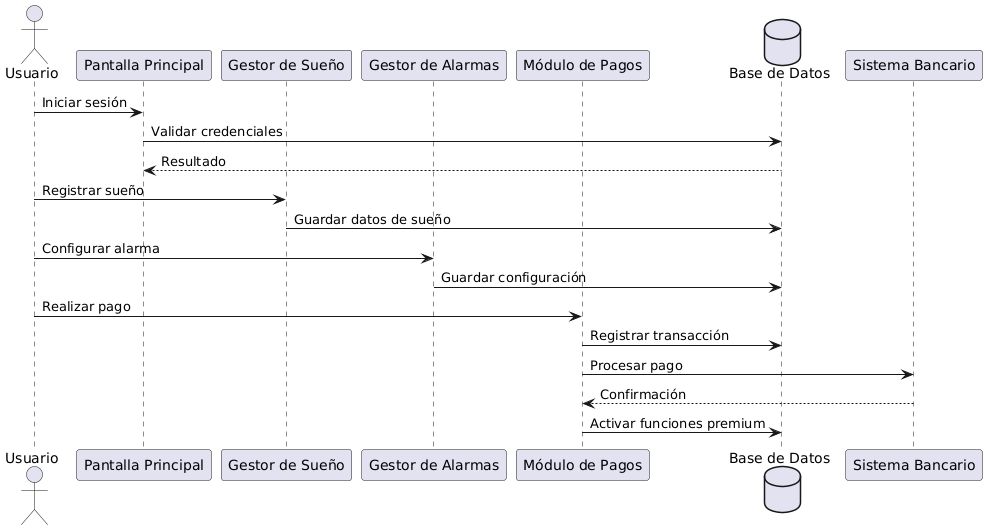 Usuario
Pantalla Principal
Gestor de Sueño
Gestor de Alarmas
Módulo de Pagos
Base de Datos
Sistema Bancario
Iniciar sesión
Validar credenciales
Resultado
Registrar sueño
Guardar datos de sueño
Configurar alarma
Guardar configuración
Realizar pago
Registrar transacción
Procesar pago
Confirmación
Activar funciones premium
Usuario
Pantalla Principal
Gestor de Sueño
Gestor de Alarmas
Módulo de Pagos
Base de Datos
Sistema Bancario